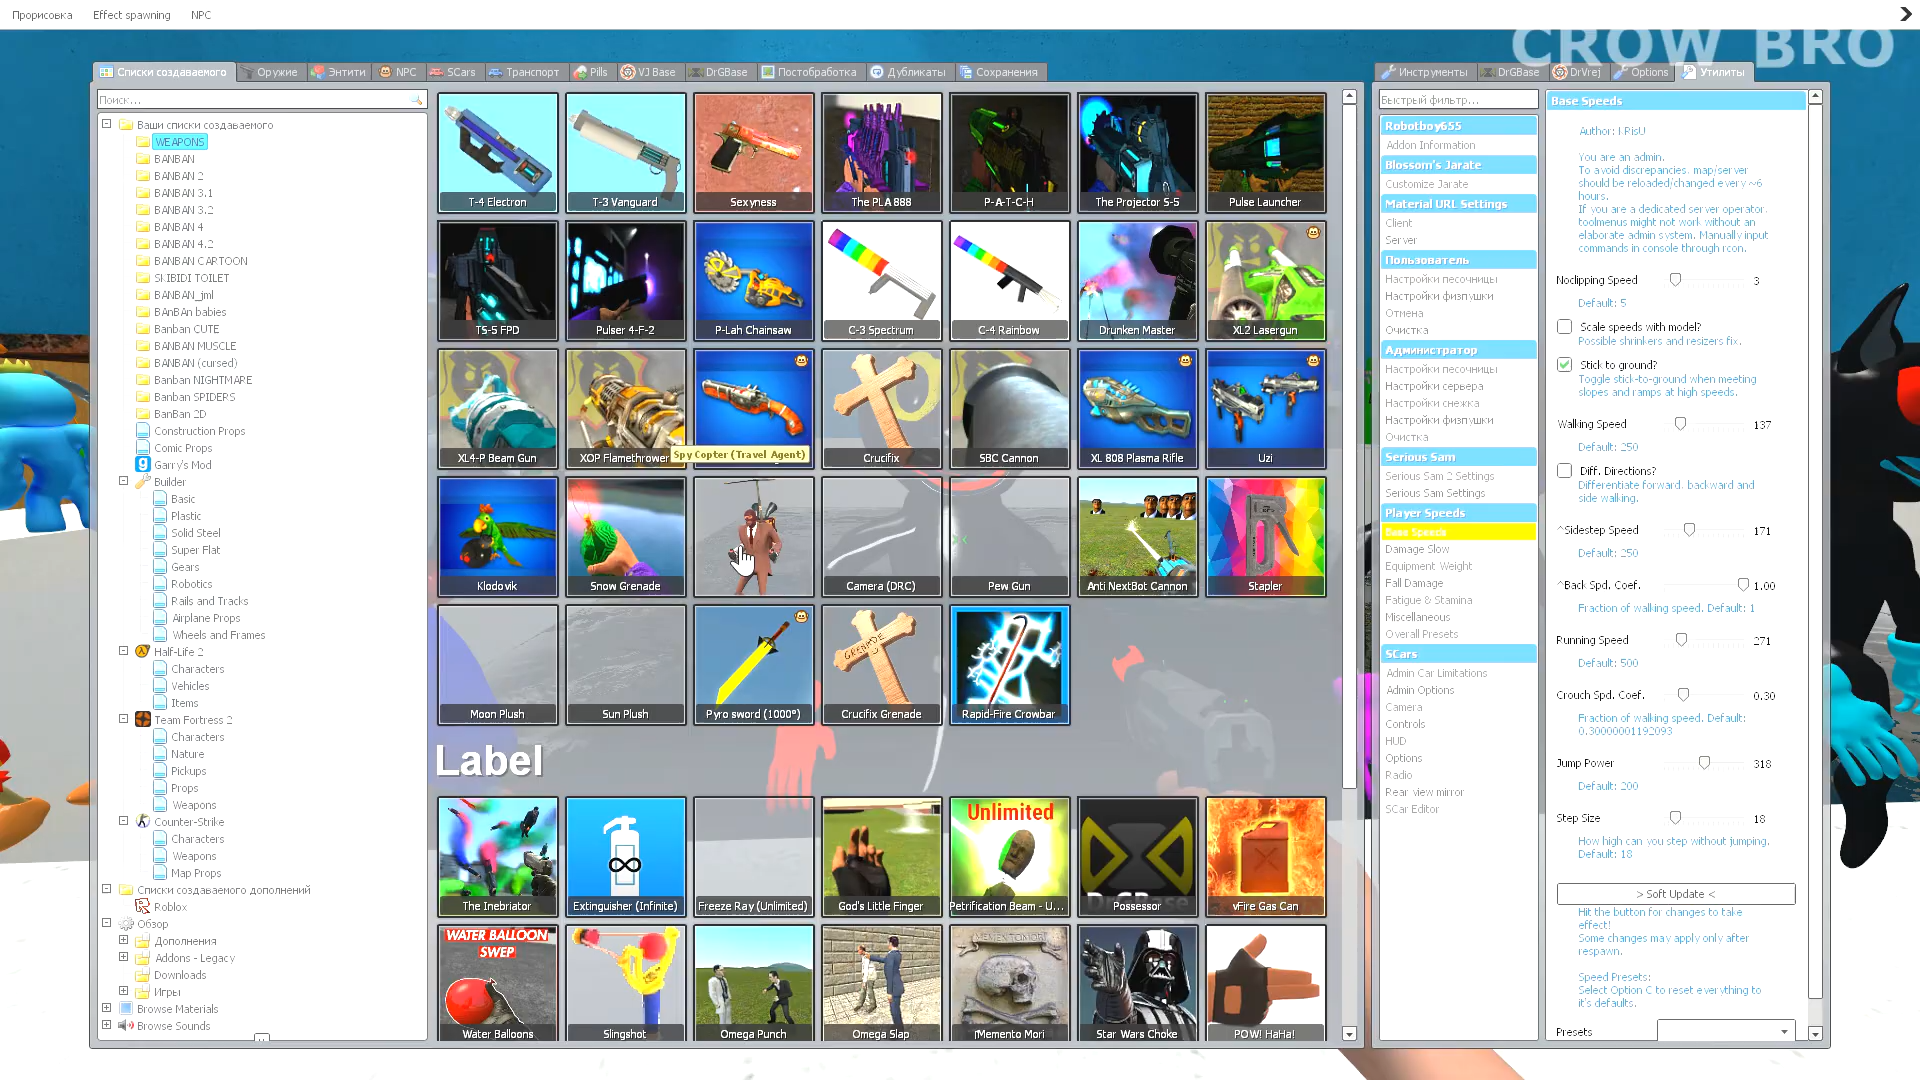 Прорисовка Effect spawning NPC
CROW BRO
Списки создаваемого Оружие Энтити NPC SCars Транспорт Pills VJ Base DrGBase Постобработка Дубликаты Сохранения
Инструменты DrGBase DrVrej Options Утилиты
Поиск...
Ваши списки создаваемого
WEAPONS
BANBAN
BANBAN 2
BANBAN 3.1
BANBAN 3.2
BANBAN 4
BANBAN 4.2
BANBAN CARTOON
SKIBIDI TOILET
BANBAN_jml
BAnBAn babies
Banban CUTE
BANBAN MUSCLE
BANBAN (cursed)
Banban NIGHTMARE
Banban SPIDERS
BanBan 2D
Construction Props
Comic Props
Garry's Mod
Builder
Basic
Plastic
Solid Steel
Super Flat
Gears
Robotics
Rails and Tracks
Airplane Props
Wheels and Frames
Half-Life 2
Characters
Vehicles
Items
Team Fortress 2
Characters
Nature
Pickups
Props
Weapons
Counter-Strike
Characters
Weapons
Map Props
Списки создаваемого дополнений
Roblox
Обзор
Дополнения
Addons - Legacy
Downloads
Игры
Browse Materials
Browse Sounds
T-4 Electron T-3 Vanguard Sexyness The PLA 888 P-A-T-C-H The Projector S-5 Pulse Launcher
TS-5 FPD Pulser 4-F-2 P-Lah Chainsaw C-3 Spectrum C-4 Rainbow Drunken Master XL2 Lasergun
XL4-P Beam Gun XOP Flamethrower Crucifix SBC Cannon XL 808 Plasma Rifle Uzi
Spy Copter (Travel Agent)
Klodovik Snow Grenade Camera (DRC) Pew Gun Anti NextBot Cannon Stapler
GRENADE
Moon Plush Sun Plush Pyro sword (1000°) Crucifix Grenade Rapid-Fire Crowbar
Label
Unlimited
DrGBase
The Inebriator Extinguisher (Infinite) Freeze Ray (Unlimited) God's Little Finger Petrification Beam - U... Possessor vFire Gas Can
WATER BALLOON
SWEP
MEMENTO MORI
Water Balloons Slingshot Omega Punch Omega Slap ¡Memento Mori Star Wars Choke POW! HaHa!
Быстрый фильтр...
Robotboy655
Addon Information
Blossom's Jarate
Customize Jarate
Material URL Settings
Client
Server
Пользователь
Настройки песочницы
Настройки физпушки
Отмена
Очистка
Администратор
Настройки песочницы
Настройки сервера
Настройки снежка
Настройки физпушки
Очистка
Serious Sam
Serious Sam 2 Settings
Serious Sam Settings
Player Speeds
Base Speeds
Damage Slow
Equipment Weight
Fall Damage
Fatigue & Stamina
Miscellaneous
Overall Presets
SCars
Admin Car Limitations
Admin Options
Camera
Controls
HUD
Options
Radio
Rear view mirror
SCar Editor
Base Speeds
Author: NRisU
You are an admin.
To avoid discrepancies, map/server
should be reloaded/changed every ~6
hours.
If you are a dedicated server operator,
toolmenus might not work without an
elaborate admin system. Manually input
commands in console through rcon.
Noclipping Speed 3
Default: 5
Scale speeds with model?
Possible shrinkers and resizers fix.
Stick to ground?
Toggle stick-to-ground when meeting
slopes and ramps at high speeds.
Walking Speed 137
Default: 250
Diff. Directions?
Differentiate forward, backward and
side walking.
^Sidestep Speed 171
Default: 250
^Back Spd. Coef. 1.00
Fraction of walking speed. Default: 1
Running Speed 271
Default: 500
Crouch Spd. Coef. 0.30
Fraction of walking speed. Default:
0.30000001192093
Jump Power 318
Default: 200
Step Size 18
How high can you step without jumping.
Default: 18
> Soft Update <
Hit the button for changes to take
effect!
Some changes may apply only after
respawn.
Speed Presets:
Select Option C to reset everything to
it's defaults.
Presets